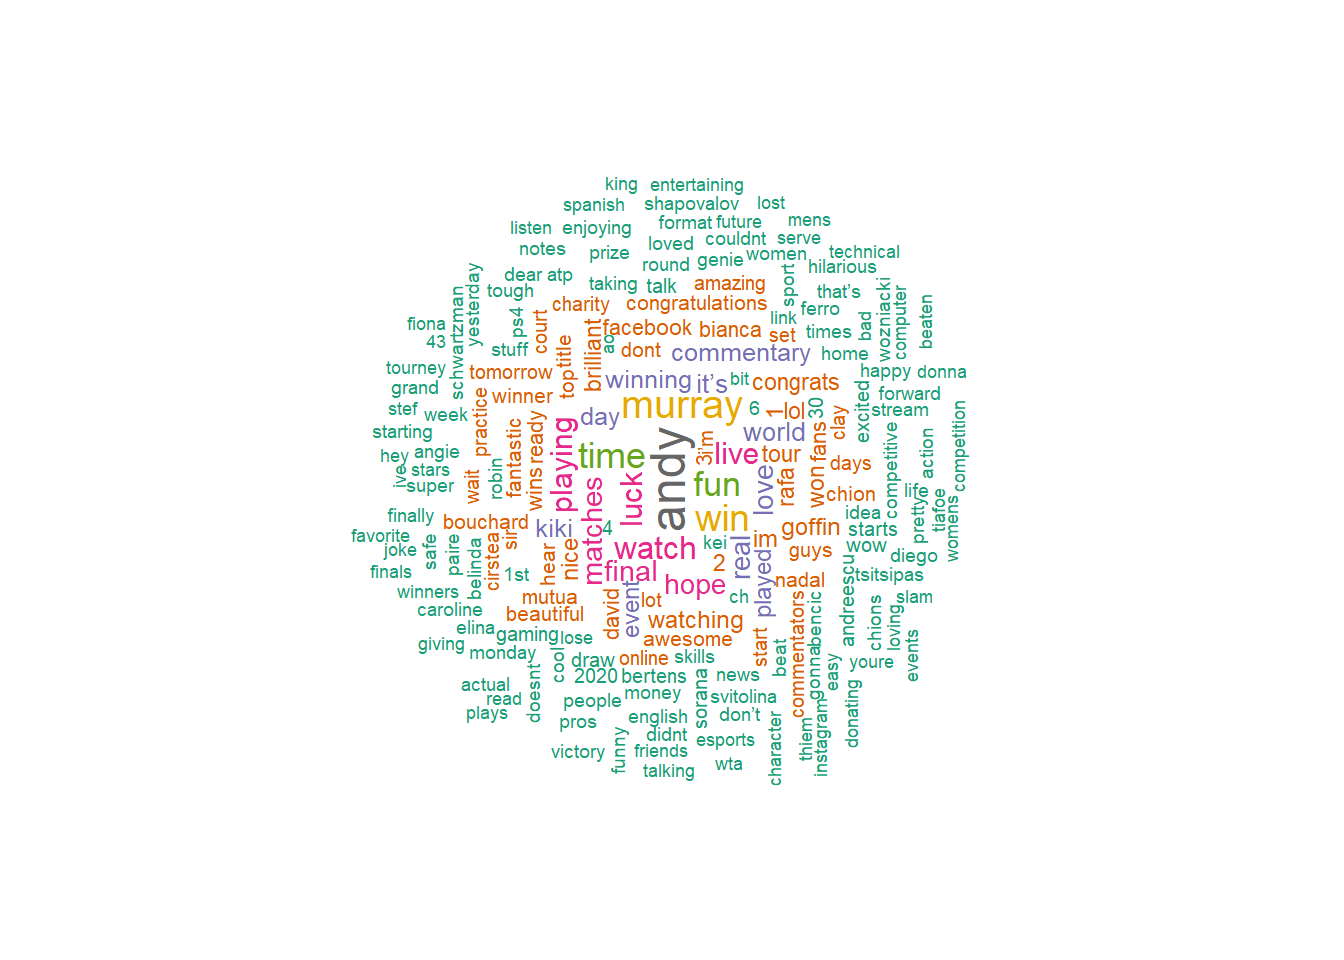 king
entertaining
spanish
shapovalov
lost
listen
enjoying
format
future
mens
notes
prize
loved
couldnt
serve
round
genie
women
technical
dear
atp
taking
talk
amazing
sport
hilarious
yesterday
tough
ps4
charity
congratulations
link
that's
ferro
bad
wozniacki
computer
beaten
fiona
43
schwartzman
stuff
court
title
top
brilliant
facebook
ao
bianca
set
times
dont
commentary
home
tourney
tomorrow
winning
it's
bit
congrats
happy
donna
grand
winner
forward
stef
week
practice
day
murray
6
1
lol
30
clay
excited
stream
starting
world
fans
hey
angie
fantastic
ready
playing
time
andy
3
i'm
live
tour
days
competitive
action
competition
ive
stars
super
robin
wait
wins
matches
luck
fun
love
rafa
won
chion
life
prettye
tiafoe
womens
finally
bouchard
sir
kiki
4
win
goffin
idea
starts
favorite
joke
safe
paire
belinda
cirstea
hear
nice
watch
kei
real
im
guys
wow
diego
finals
1st
final
2
played
nadal
tsitsipas
winners
mutua
hope
ch
andreescu
slam
caroline
beautiful
david
event
lot
watching
commentators
bencic
chions
loving
elina
gaming
lose
awesome
start
gonna
easy
youre
events
giving
monday
cool
draw
online
skills
beat
actual
read
doesnt
2020
bertens
news
plays
people
money
sorana
svitolina
instagram
donating
pros
english
don't
didnt
esports
character
thiem
victory
funny
friends
talking
wta